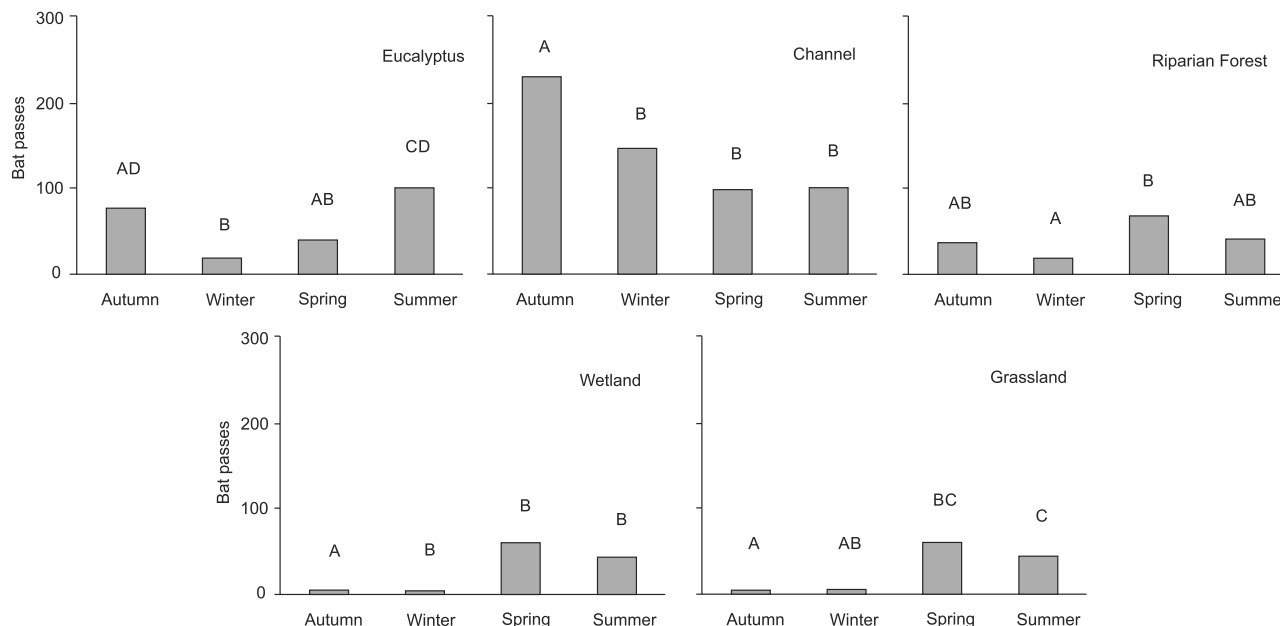 300
200
100
0
Bat passes
Eucalyptus
AD
B
AB
CD
Autumn Winter Spring Summer
Channel
A
B
B
B
Autumn Winter Spring Summer
Riparian Forest
AB
A
B
AB
Autumn Winter Spring Summe
300
200
100
0
Bat passes
Wetland
A
B
B
B
Autumn Winter Spring Summer
Grassland
A
AB
BC
C
Autumn Winter Spring Summer